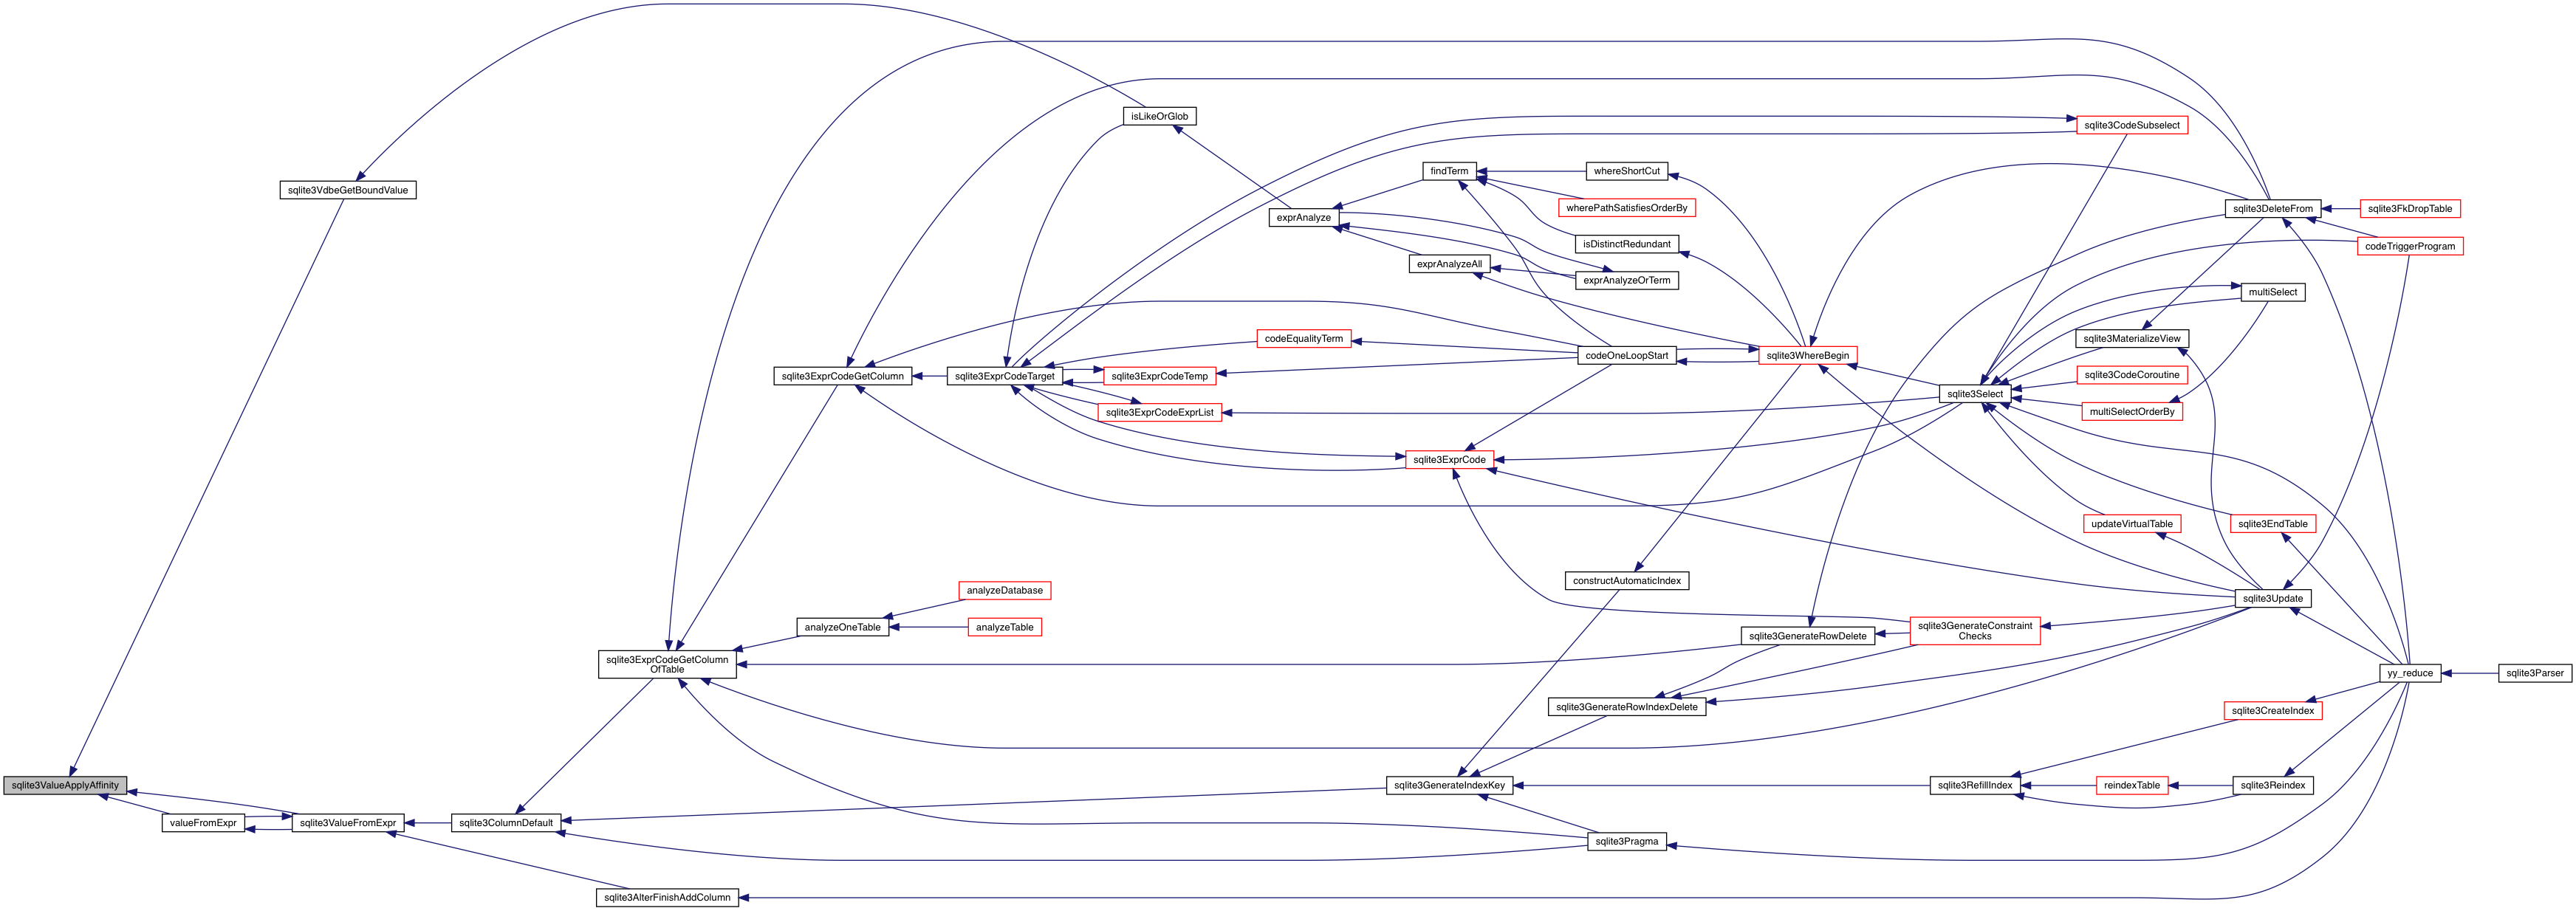 isLikeOrGlob
sqlite3CodeSubselect
findTerm
whereShortCut
sqlite3VdbeGetBoundValue
wherePathSatisfiesOrderBy
sqlite3DeleteFrom
sqlite3FkDropTable
exprAnalyze
isDistinctRedundant
codeTriggerProgram
exprAnalyzeAll
exprAnalyzeOrTerm
multiSelect
codeEqualityTerm
sqlite3MaterializeView
codeOneLoopStart
sqlite3WhereBegin
sqlite3ExprCodeGetColumn
sqlite3ExprCodeTarget
sqlite3ExprCodeTemp
sqlite3CodeCoroutine
sqlite3Select
sqlite3ExprCodeExprList
multiSelectOrderBy
sqlite3ExprCode
updateVirtualTable
sqlite3EndTable
constructAutomaticIndex
analyzeDatabase
sqlite3Update
analyzeOneTable
analyzeTable
sqlite3GenerateRowDelete
sqlite3GenerateConstraint
Checks
sqlite3ExprCodeGetColumn
OfTable
yy_reduce
sqlite3Parser
sqlite3GenerateRowIndexDelete
sqlite3CreateIndex
sqlite3ValueApplyAffinity
sqlite3GenerateIndexKey
sqlite3RefillIndex
reindexTable
sqlite3Reindex
valueFromExpr
sqlite3ValueFromExpr
sqlite3ColumnDefault
sqlite3Pragma
sqlite3AlterFinishAddColumn